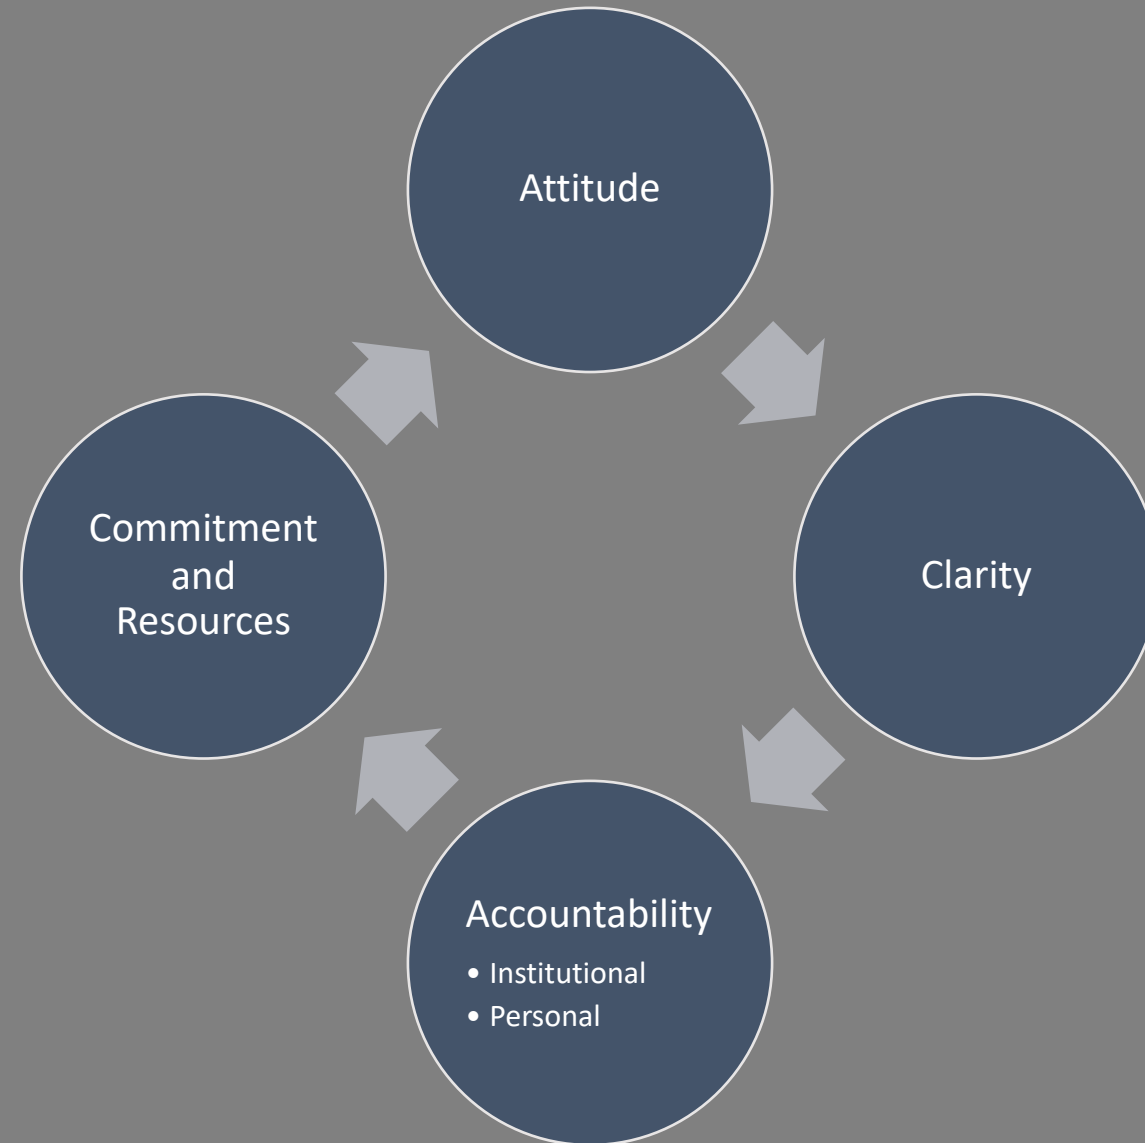 Attitude
Clarity
Accountability
• Institutional
• Personal
Commitment
and
Resources